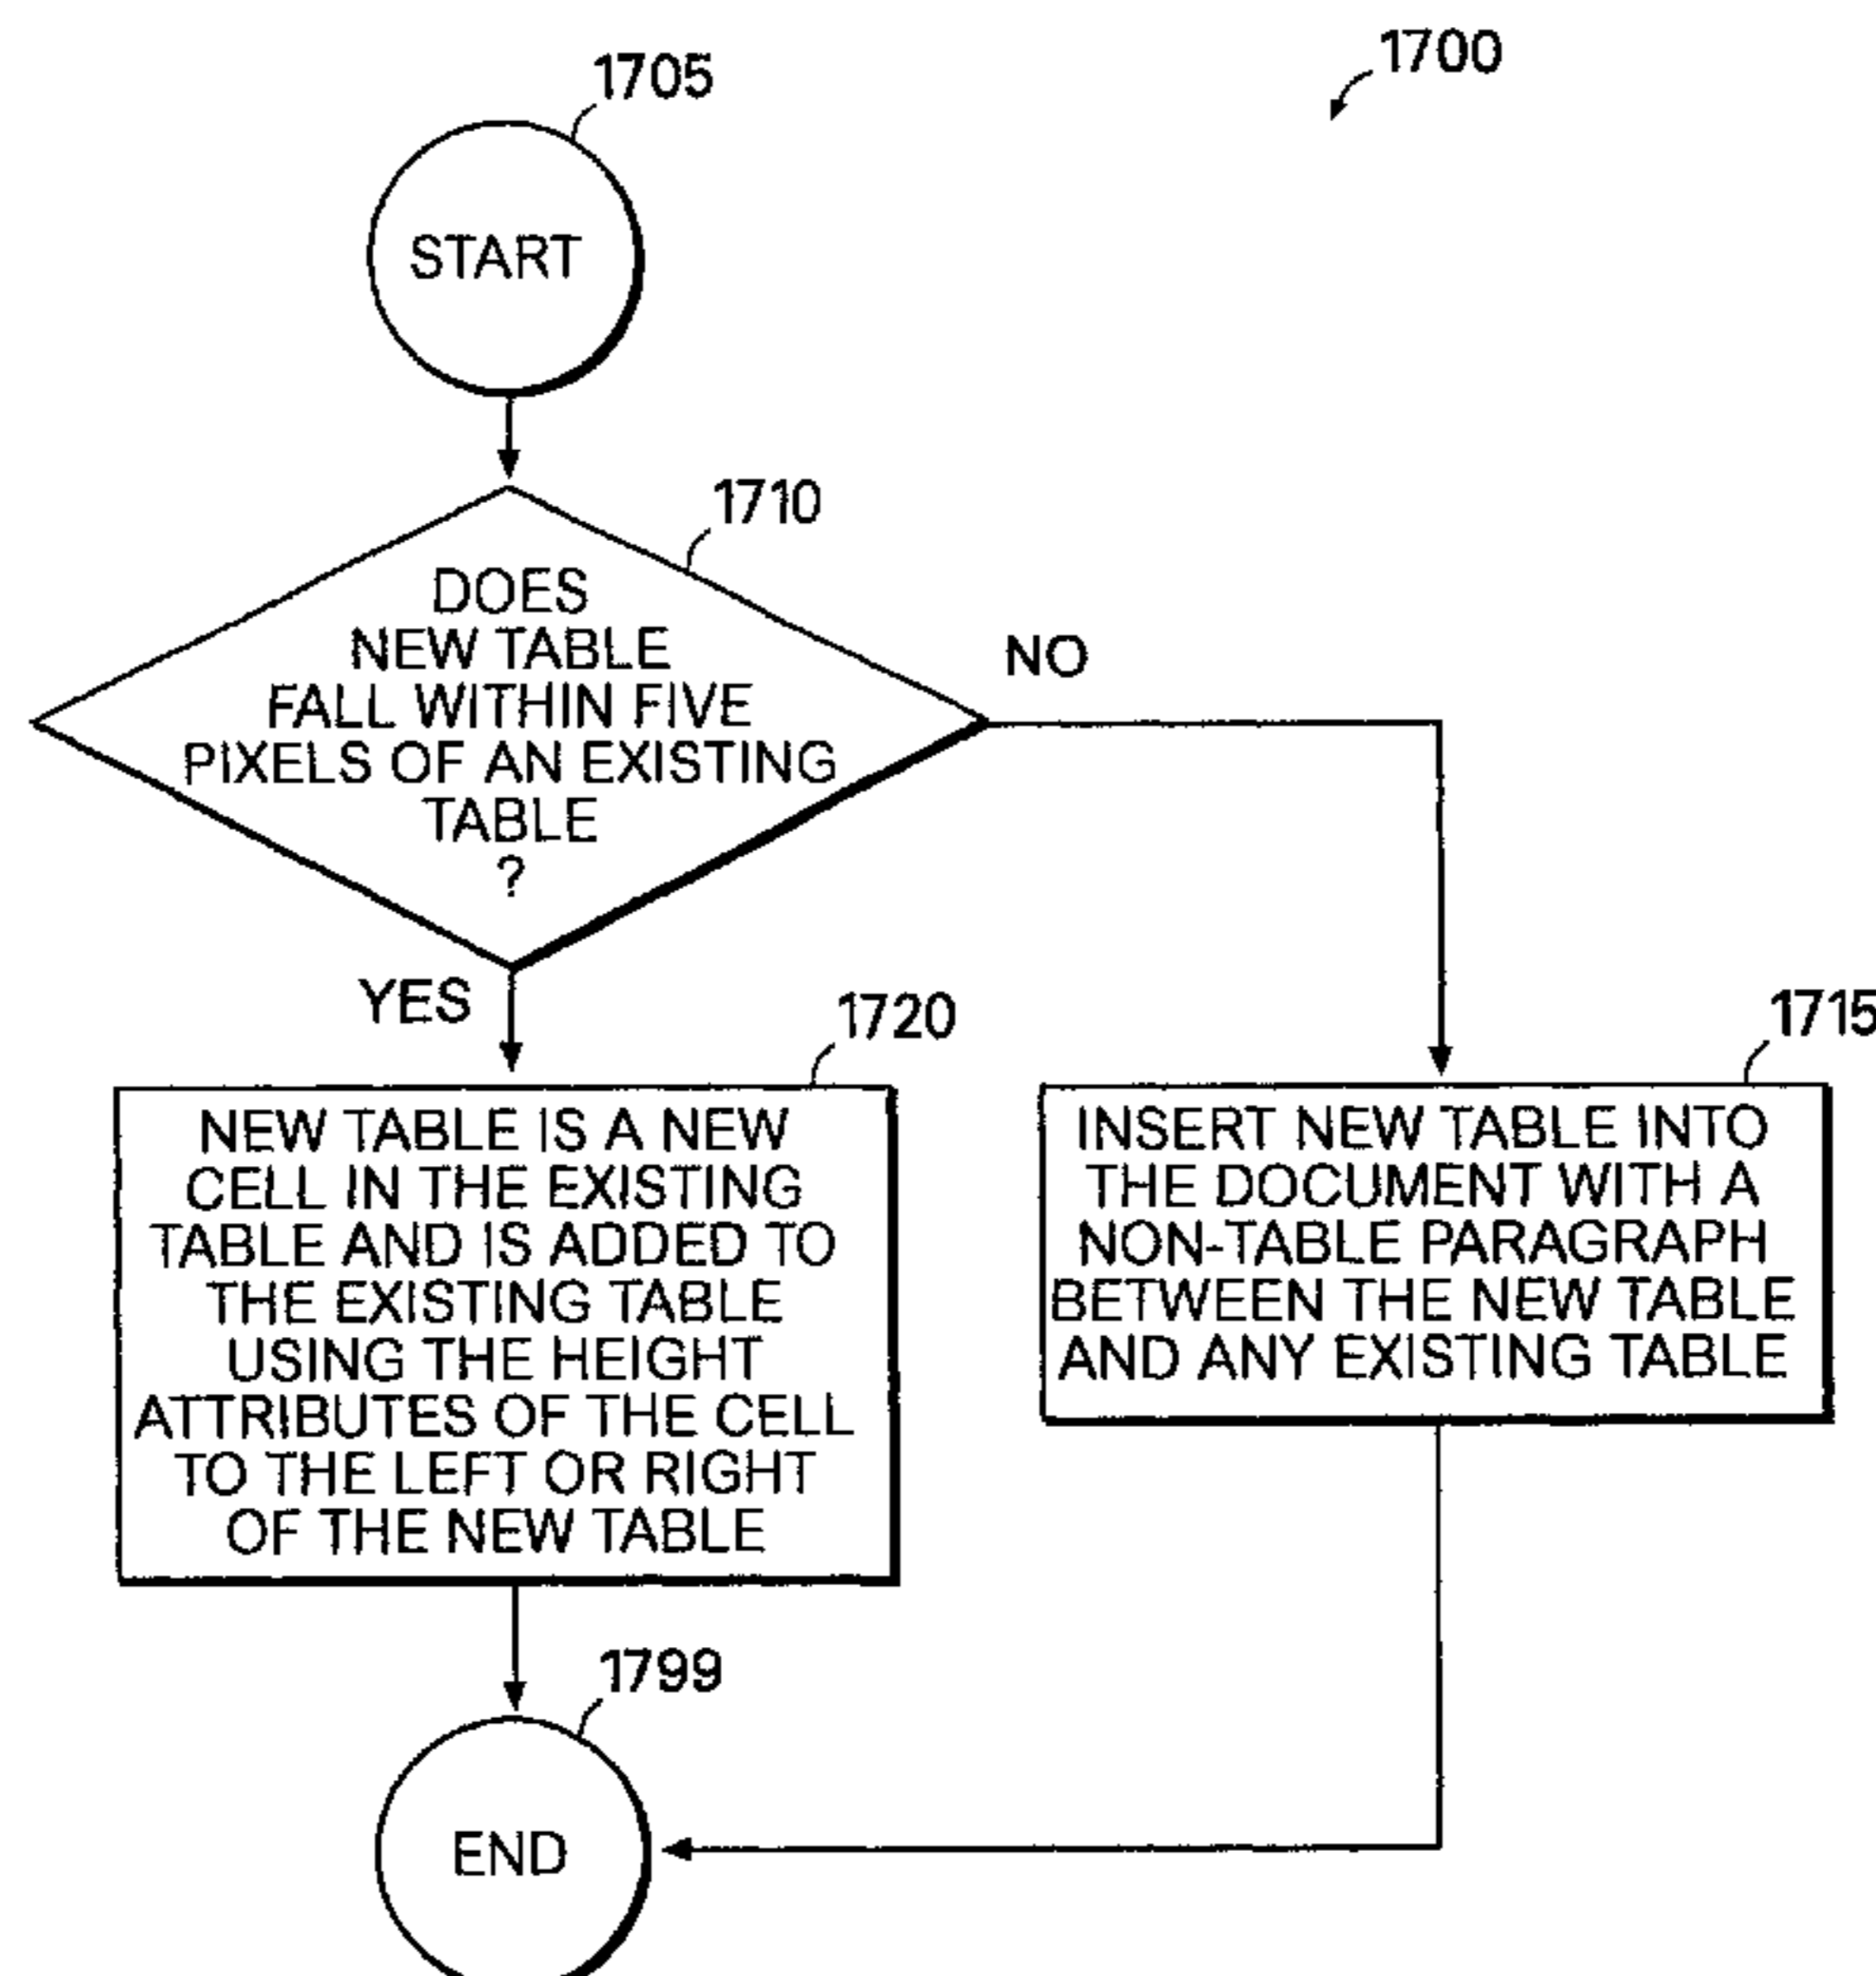 1700
1705
START
1710
DOES
NEW TABLE
FALL WITHIN FIVE
PIXELS OF AN EXISTING
TABLE
?
NO
YES
1720
NEW TABLE IS A NEW
CELL IN THE EXISTING
TABLE AND IS ADDED TO
THE EXISTING TABLE
USING THE HEIGHT
ATTRIBUTES OF THE CELL
TO THE LEFT OR RIGHT
OF THE NEW TABLE
1715
INSERT NEW TABLE INTO
THE DOCUMENT WITH A
NON-TABLE PARAGRAPH
BETWEEN THE NEW TABLE
AND ANY EXISTING TABLE
1799
END